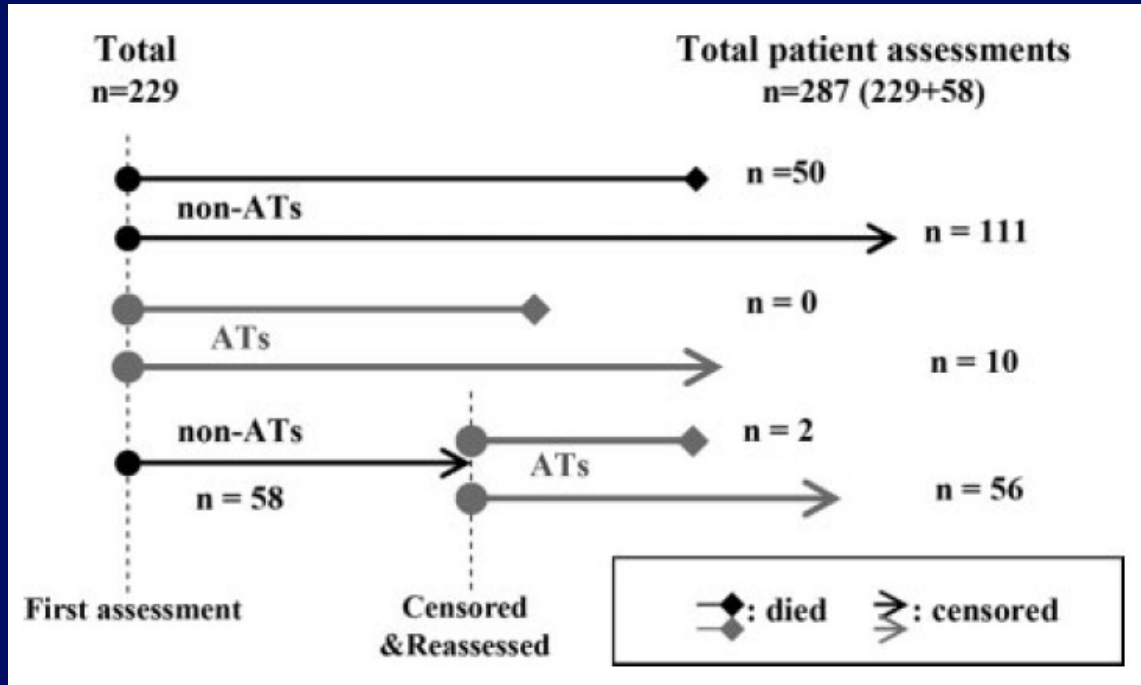 Total
n=229
Total patient assessments
n=287 (229+58)
n =50
non-ATs
n = 111
n = 0
ATs
n = 10
non-ATs
n = 2
ATs
n = 58
n = 56
First assessment
Censored
&Reassessed
: died
: censored